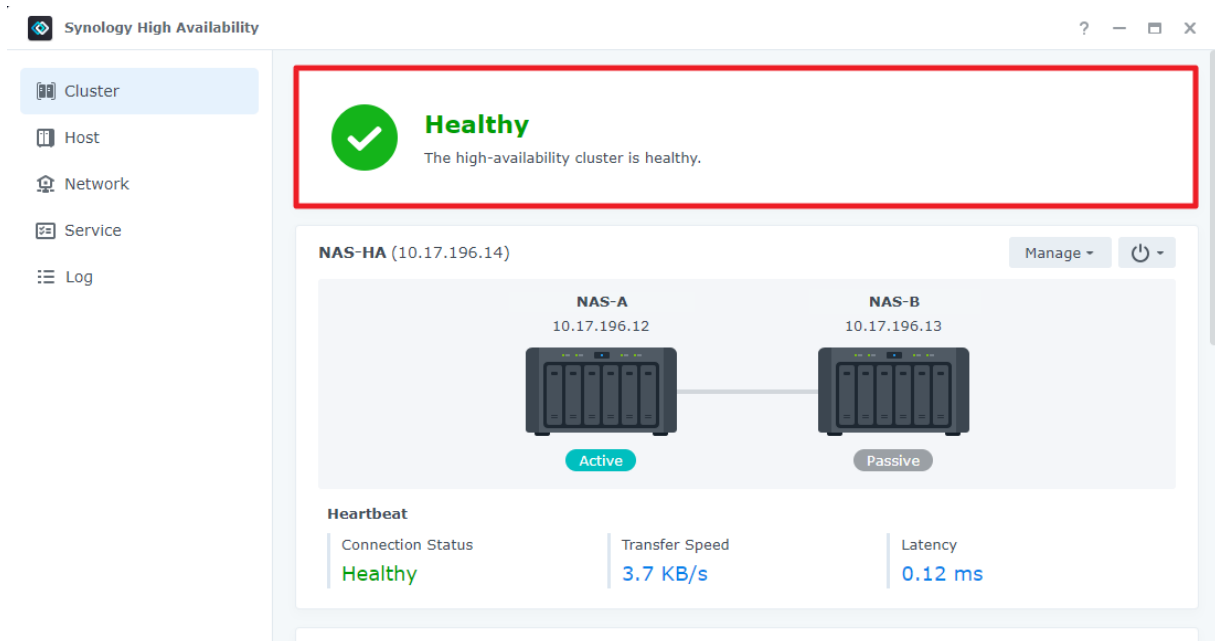 Synology High Availability
?
Cluster
Host
Network
Service
Log
Healthy
The high-availability cluster is healthy.
NAS-HA (10.17.196.14)
Manage
NAS-A
10.17.196.12
Active
NAS-B
10.17.196.13
Passive
Heartbeat
Connection Status
Healthy
Transfer Speed
3.7 KB/s
Latency
0.12 ms